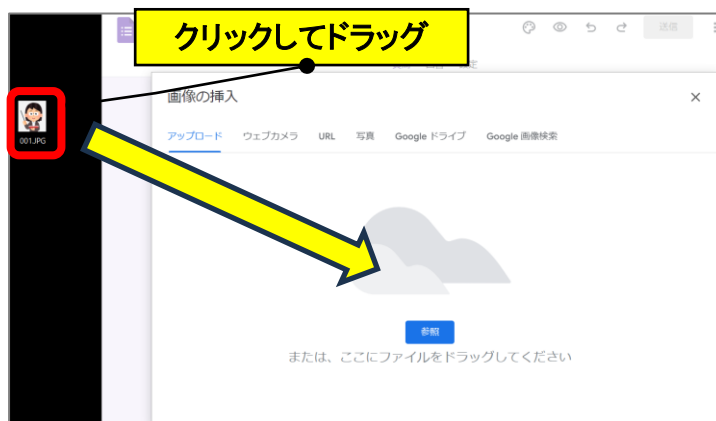 クリックしてドラッグ
送信
画像の挿入
001.JPG
アップロード ウェブカメラ URL 写真 Google ドライブ Google 画像検索
参照
または、ここにファイルをドラッグしてください